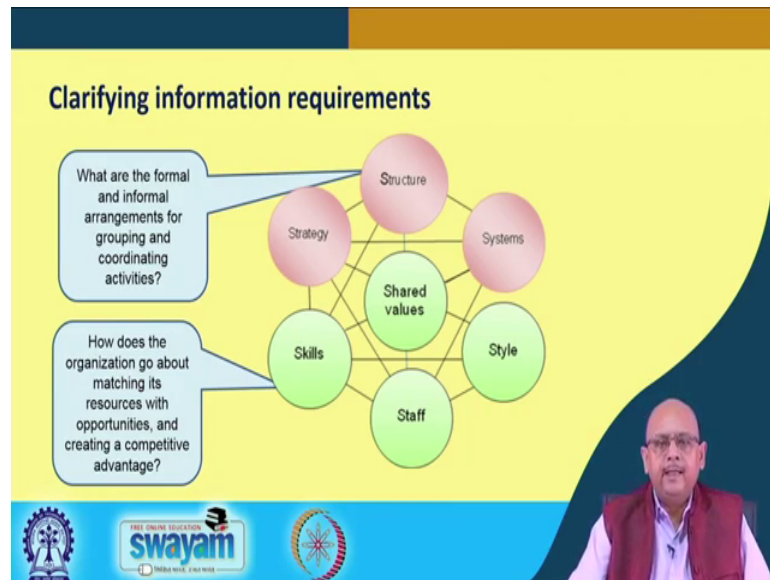 Clarifying information requirements
What are the formal
and informal
arrangements for
grouping and
coordinating
activities?
Structure
Strategy
Systems
Shared
values
How does the
organization go about
matching its
resources with
opportunities, and
creating a competitive
advantage?
Skills
Style
Staff
FREE ONLINE EDUCATION
swayam